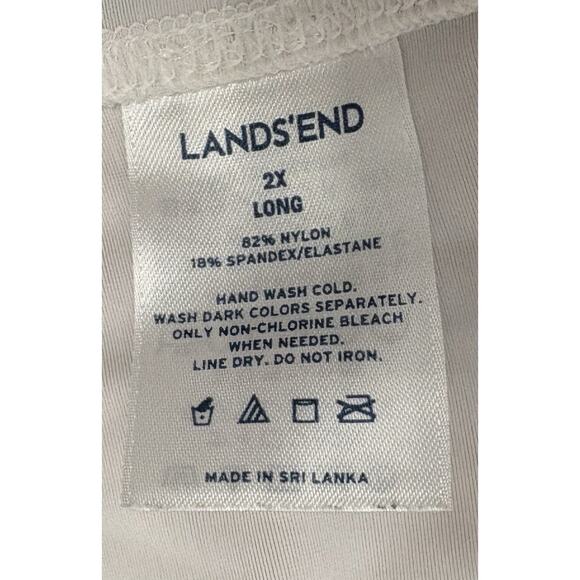 LANDS'END
2X
LONG
82% NYLON
18% SPANDEX/ELASTANE
HAND WASH COLD.
WASH DARK COLORS SEPARATELY.
ONLY NON-CHLORINE BLEACH
WHEN NEEDED.
LINE DRY. DO NOT IRON.
MADE IN SRI LANKA